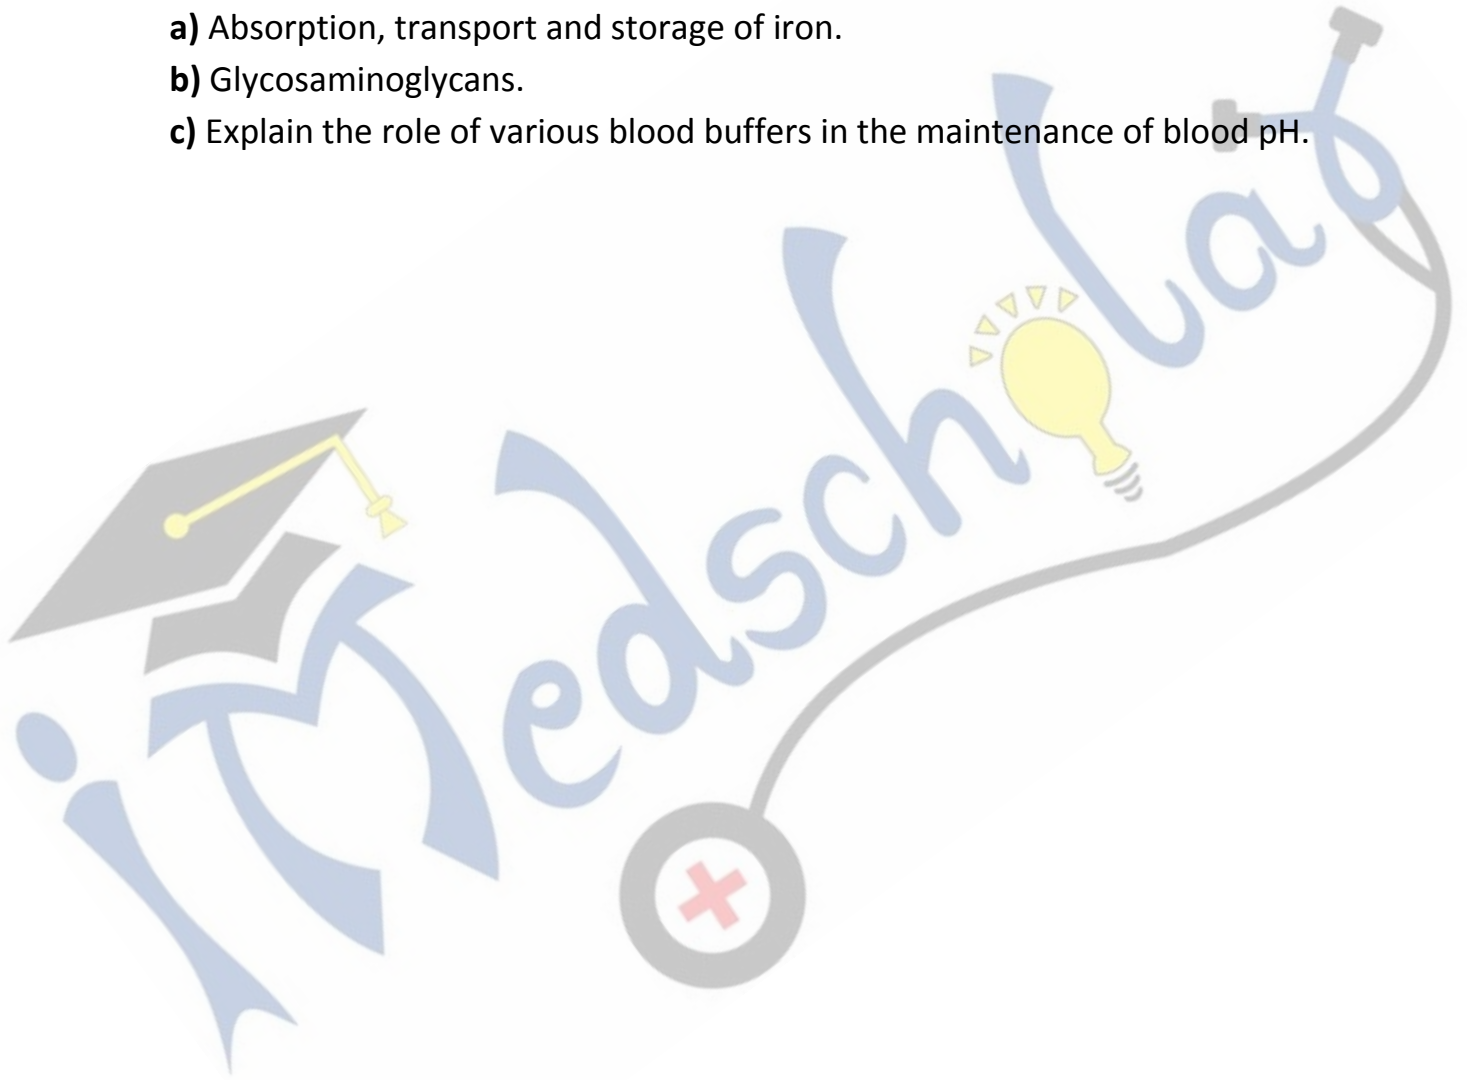 a) Absorption, transport and storage of iron.
b) Glycosaminoglycans.
c) Explain the role of various blood buffers in the maintenance of blood pH.
iMedscholar